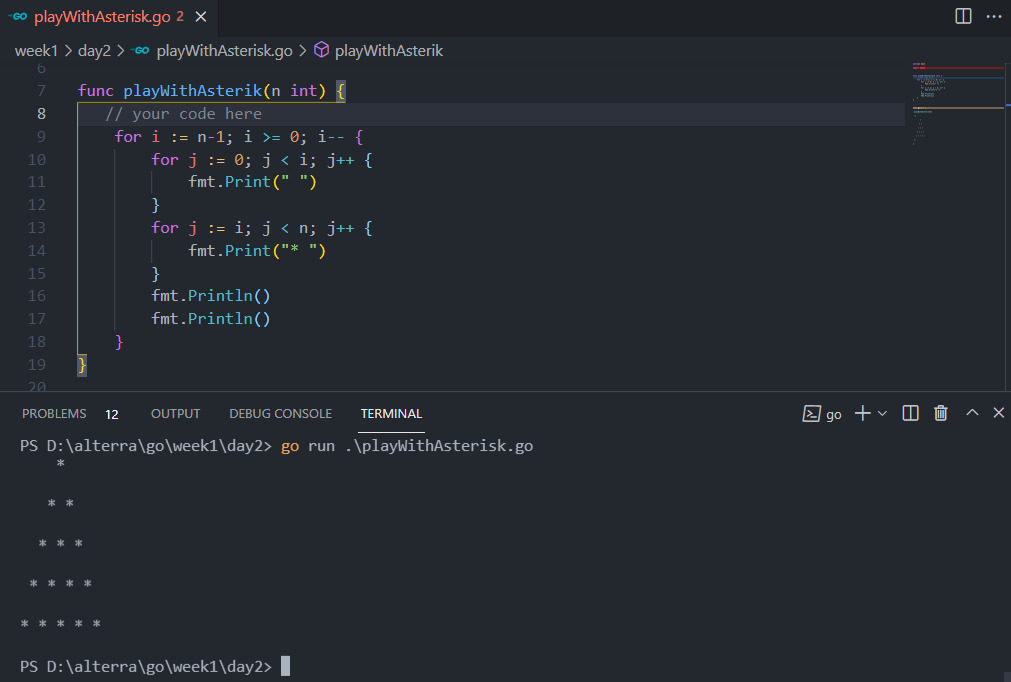 GO playWithAsterisk.go 2
week1 > day2 > GO playWithAsterisk.go > playWithAsterik
6
7 func playWithAsterik(n int) {
8 // your code here
9 for i := n-1; i >= 0; i-- {
10 for j := 0; j < i; j++ {
11 fmt.Print(" ")
12 }
13 for j := i; j < n; j++ {
14 fmt.Print("* ")
15 }
16 fmt.Println()
17 fmt.Println()
18 }
19 }
20
PROBLEMS 12 OUTPUT DEBUG CONSOLE TERMINAL go
PS D:\alterra\go\week1\day2> go run .\playWithAsterisk.go
*
* *
* * *
* * * *
* * * * *
PS D:\alterra\go\week1\day2>